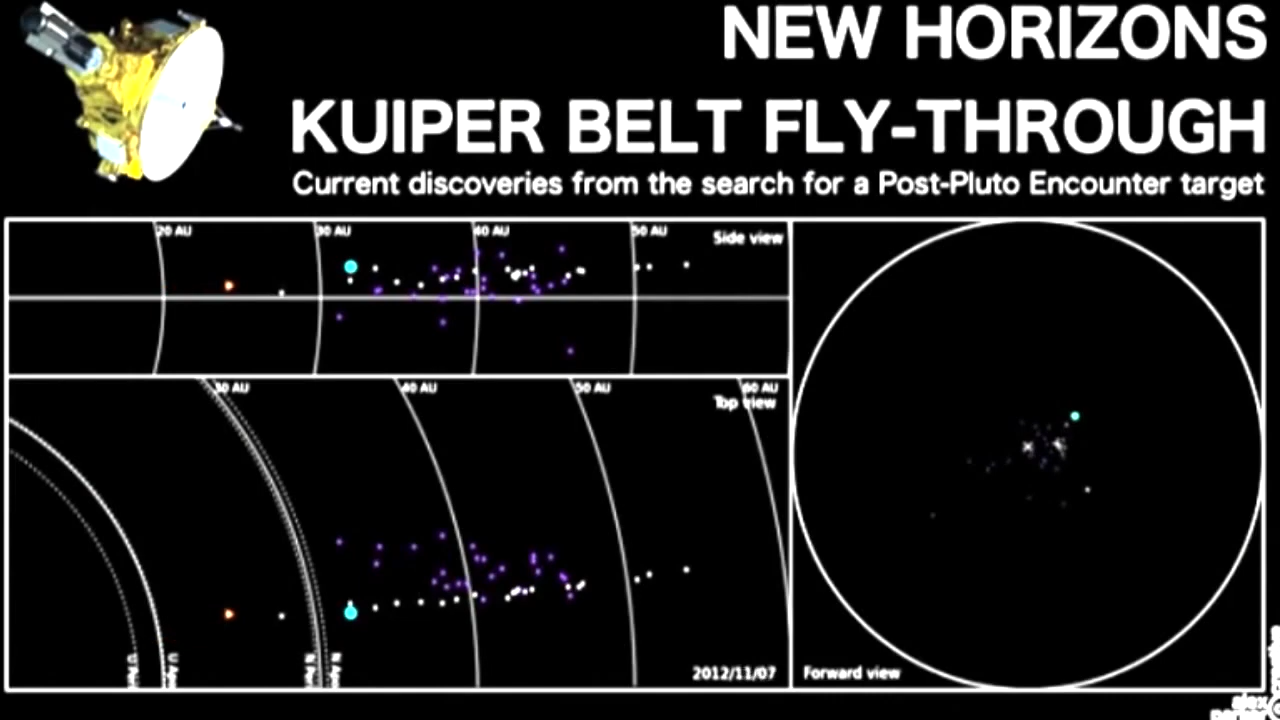 NEW HORIZONS
KUIPER BELT FLY-THROUGH
Current discoveries from the search for a Post-Pluto Encounter target
20 AU 30 AU 40 AU 50 AU
Side view
30 AU 40 AU 50 AU 60 AU
Top view
2012/11/07
Forward view